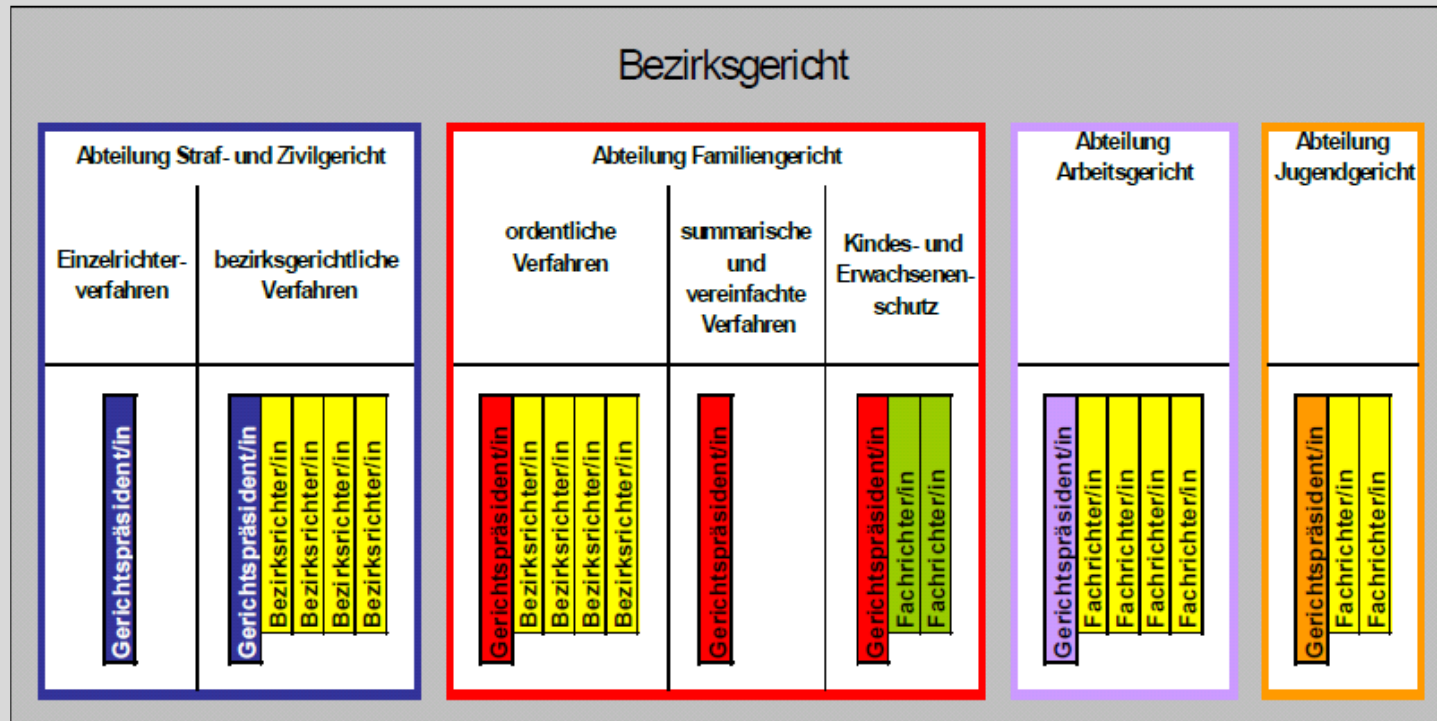 Bezirksgericht
Abteilung Straf- und Zivilgericht
Einzelrichter-
verfahren
bezirksgerichtliche
Verfahren
Gerichtspräsident/in
Gerichtspräsident/in
Bezirksrichter/in
Bezirksrichter/in
Bezirksrichter/in
Bezirksrichter/in
Abteilung Familiengericht
ordentliche
Verfahren
summarische
und
vereinfachte
Verfahren
Kindes- und
Erwachsenen-
schutz
Gerichtspräsident/in
Bezirksrichter/in
Bezirksrichter/in
Bezirksrichter/in
Bezirksrichter/in
Gerichtspräsident/in
Gerichtspräsident/in
Fachrichter/in
Fachrichter/in
Abteilung
Arbeitsgericht
Gerichtspräsident/in
Fachrichter/in
Fachrichter/in
Fachrichter/in
Fachrichter/in
Abteilung
Jugendgericht
Gerichtspräsident/in
Fachrichter/in
Fachrichter/in